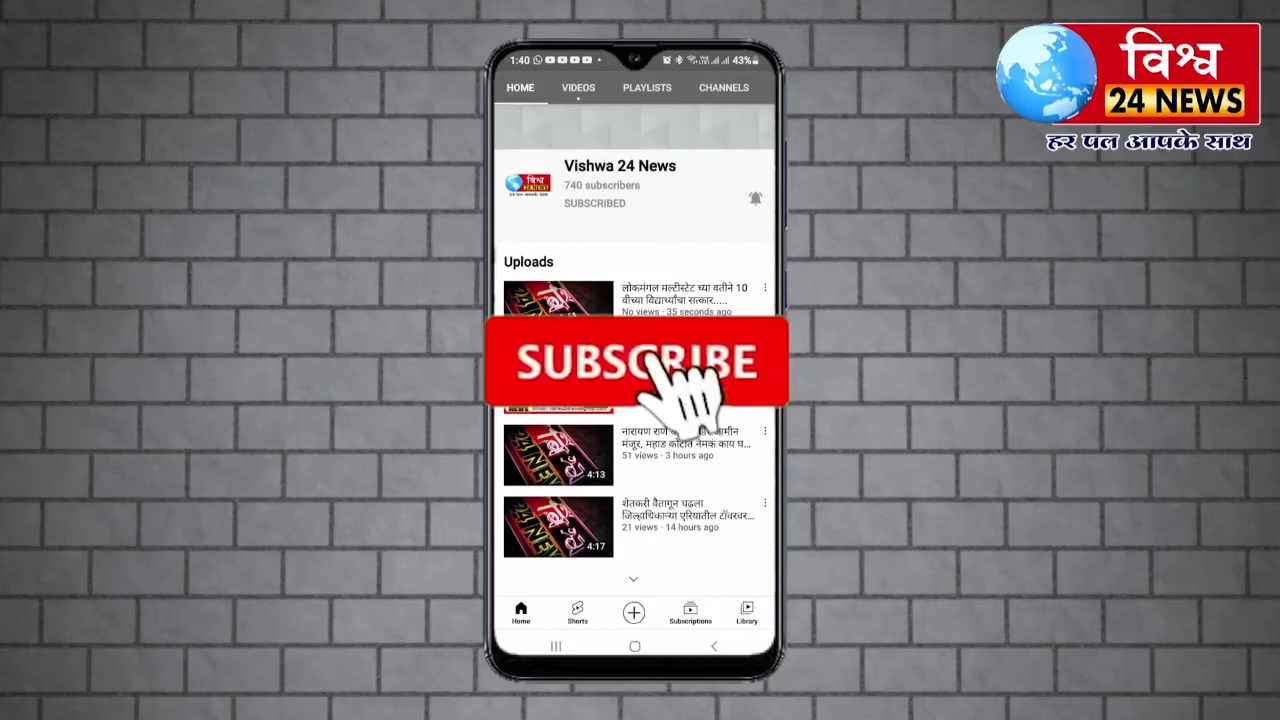 विश्व
24 NEWS
हर पल आपके साथ
1:40
43%
HOME VIDEOS PLAYLISTS CHANNELS
Vishwa 24 News
740 subscribers
SUBSCRIBED
Uploads
लोकमंगल मल्टीस्टेट च्या वतीने 10
वीच्या विद्यार्थ्यांचा सत्कार.....
No views · 35 seconds ago
SUBSCRIBE
नारायण राणे
जामीन
मंजूर, महाड कोर्टात नेमकं काय घ...
51 views · 3 hours ago
4:13
शेतकरी वैतागून चढला
जिल्हाधिकाऱ्या एरियातील टॉवरवर...
21 views · 14 hours ago
4:17
Home Shorts Subscriptions Library